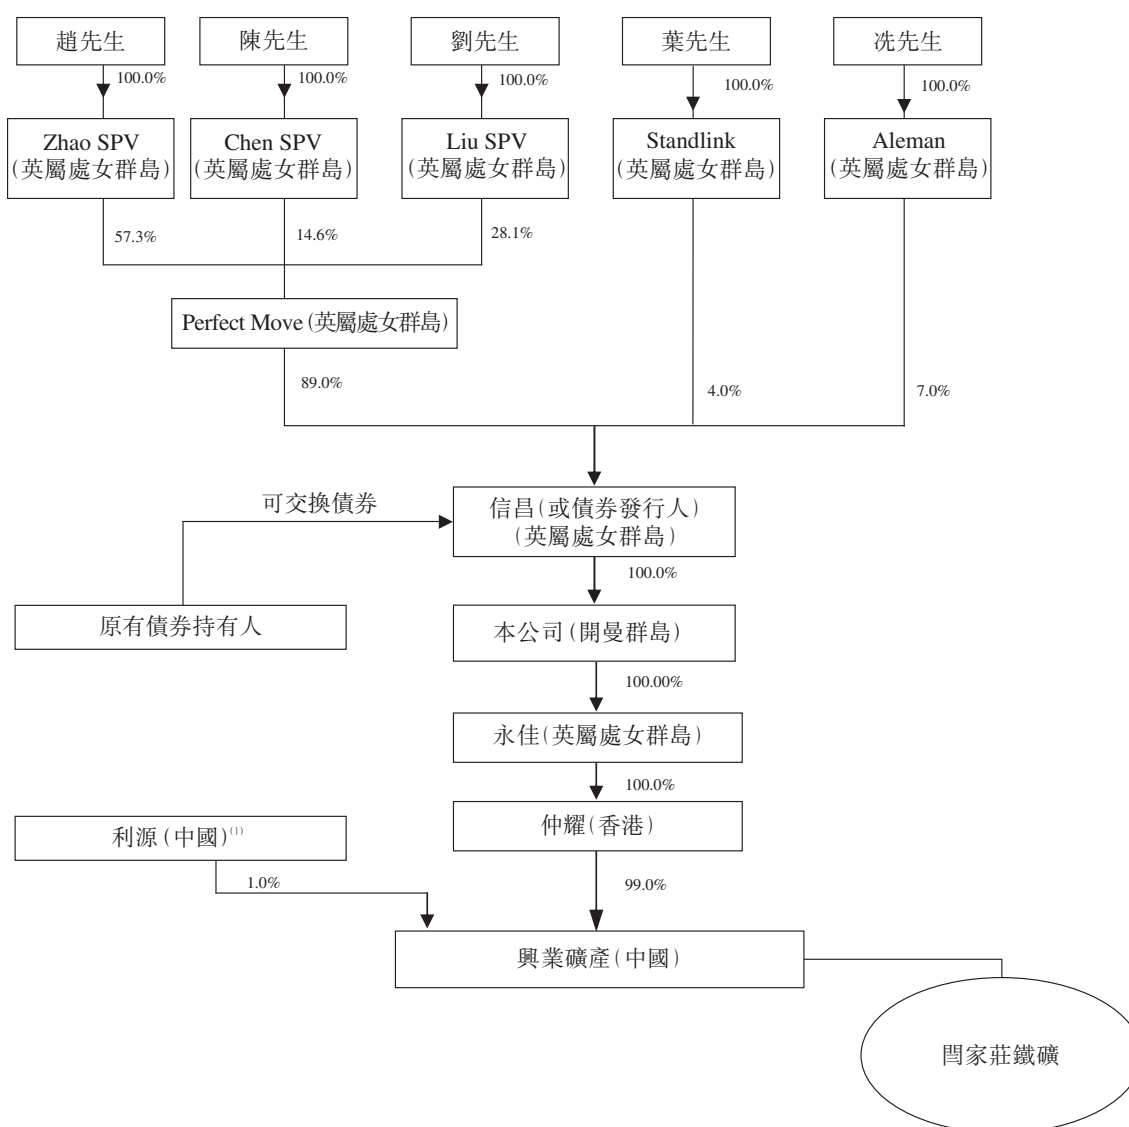 趙先生
陳先生
劉先生
葉先生
冼先生
100.0%
100.0%
100.0%
100.0%
100.0%
Zhao SPV
(英屬處女群島)
Chen SPV
(英屬處女群島)
Liu SPV
(英屬處女群島)
Standlink
(英屬處女群島)
Aleman
(英屬處女群島)
57.3%
14.6%
28.1%
Perfect Move (英屬處女群島)
89.0%
4.0%
7.0%
可交換債券
信昌(或債券發行人)
(英屬處女群島)
100.0%
原有債券持有人
本公司(開曼群島)
100.00%
永佳(英屬處女群島)
100.0%
利源(中國)(1)
仲耀(香港)
1.0%
99.0%
興業礦產(中國)
閆家莊鐵礦